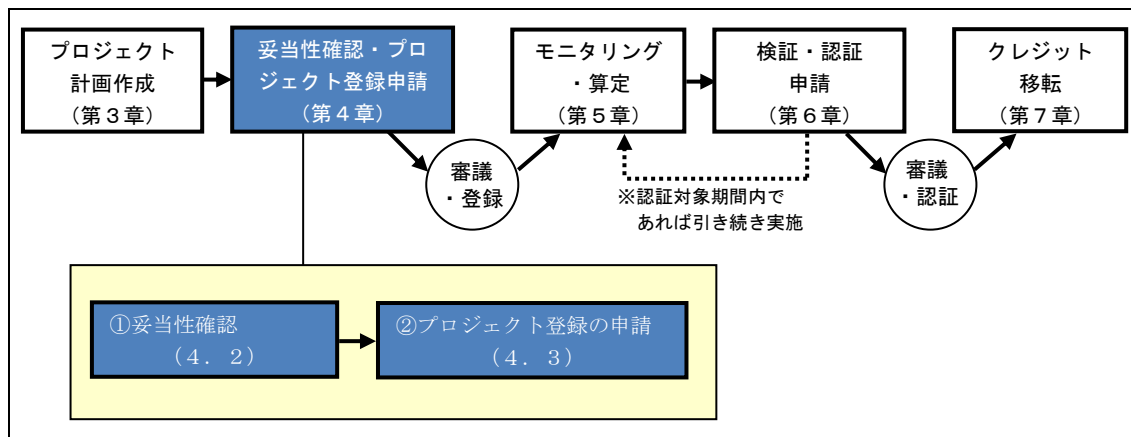 プロジェクト
計画作成
（第３章）
妥当性確認・プロ
ジェクト登録申請
（第４章）
モニタリング
・算定
（第５章）
検証・認証
申請
（第６章）
クレジット
移転
（第７章）
審議
・登録
※認証対象期間内で
あれば引き続き実施
審議
・認証
①妥当性確認
（４．２）
②プロジェクト登録の申請
（４．３）